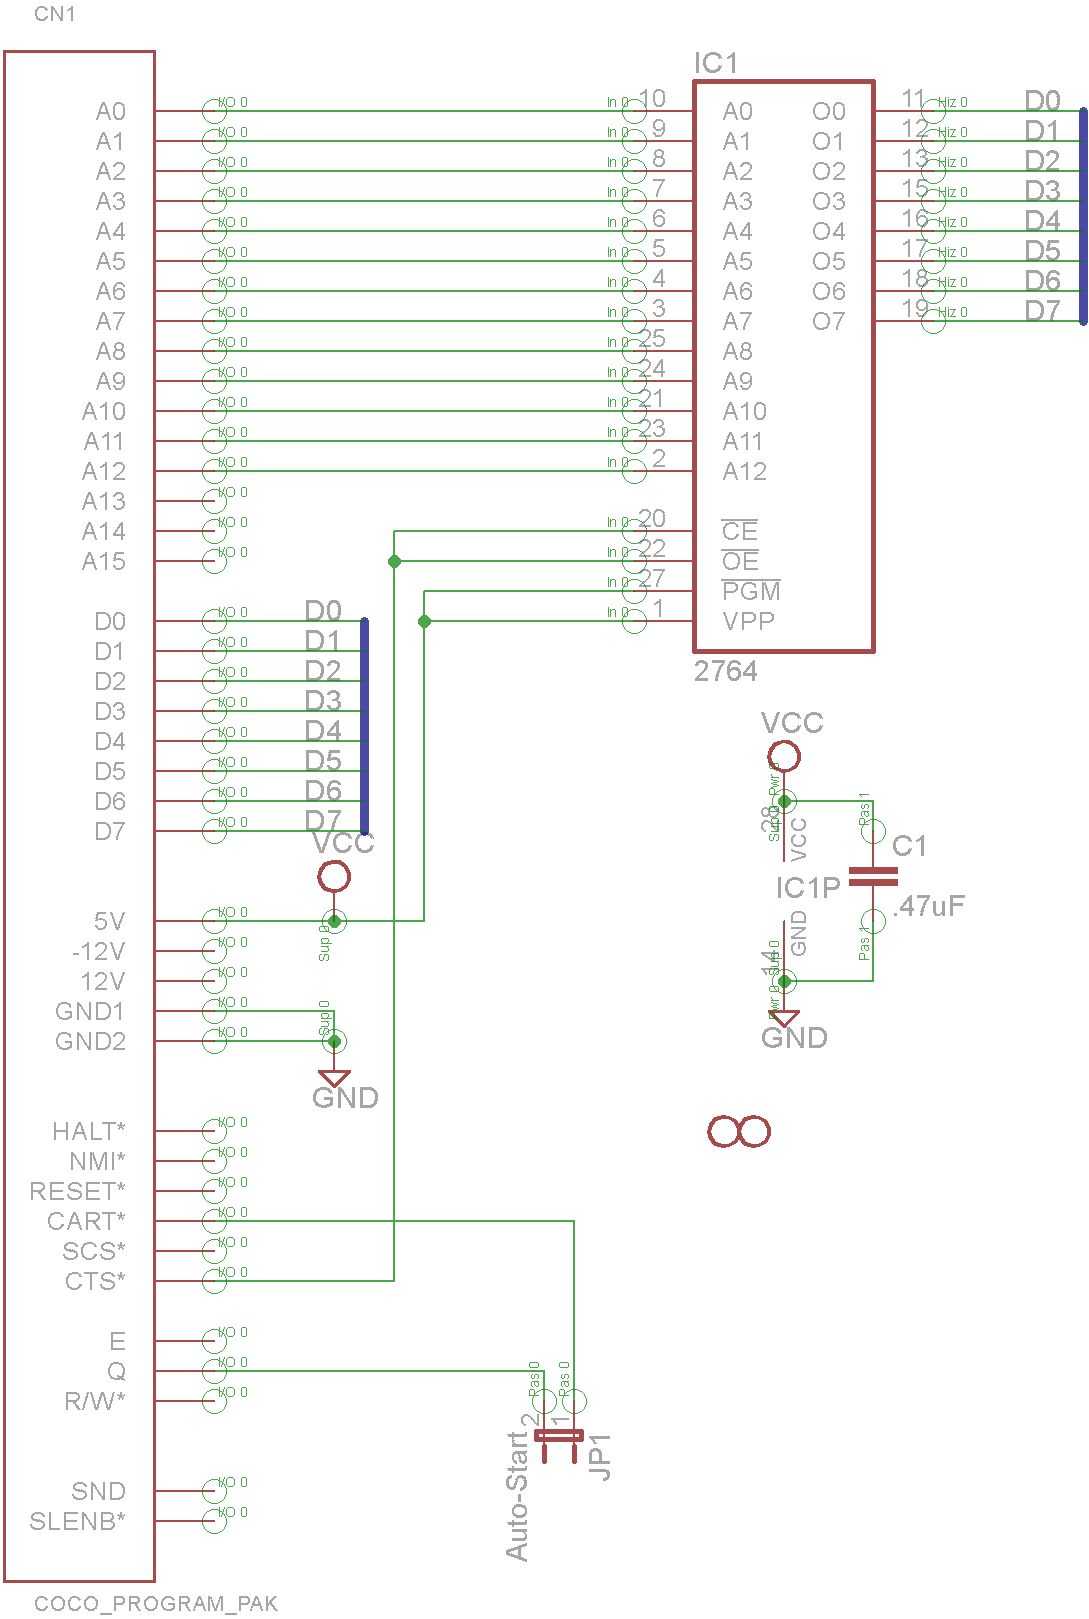 CN1
IC1
A0 I/O 0 In 0 10 A0 O0 11 Hiz 0 D0
A1 I/O 0 In 0 9 A1 O1 12 Hiz 0 D1
A2 I/O 0 In 0 8 A2 O2 13 Hiz 0 D2
A3 I/O 0 In 0 7 A3 O3 15 Hiz 0 D3
A4 I/O 0 In 0 6 A4 O4 16 Hiz 0 D4
A5 I/O 0 In 0 5 A5 O5 17 Hiz 0 D5
A6 I/O 0 In 0 4 A6 O6 18 Hiz 0 D6
A7 I/O 0 In 0 3 A7 O7 19 Hiz 0 D7
A8 I/O 0 In 0 25 A8
A9 I/O 0 In 0 24 A9
A10 I/O 0 In 0 21 A10
A11 I/O 0 In 0 23 A11
A12 I/O 0 In 0 2 A12
A13 I/O 0
A14 I/O 0 In 0 20 CE
A15 I/O 0 In 0 22 OE
In 0 27 PGM
D0 I/O 0 D0 In 0 1 VPP
D1 I/O 0 D1
D2 I/O 0 D2 2764
D3 I/O 0 D3
D4 I/O 0 D4 VCC
D5 I/O 0 D5
D6 I/O 0 D6
D7 I/O 0 D7
VCC
Pwr 0
Sup 0
28 VCC
Pas 1
C1
IC1P
.47uF
14 GND
Sup 0
Pwr 0
Pas 1
GND
5V I/O 0 Sup 0
-12V I/O 0
12V I/O 0
GND1 I/O 0 Sup 0
GND2 I/O 0
GND
HALT* I/O 0
NMI* I/O 0
RESET* I/O 0
CART* I/O 0
SCS* I/O 0
CTS* I/O 0
E I/O 0
Q I/O 0
R/W* I/O 0
Pas 0 Pas 0
2 1
Auto-Start
JP1
SND I/O 0
SLENB* I/O 0
COCO_PROGRAM_PAK